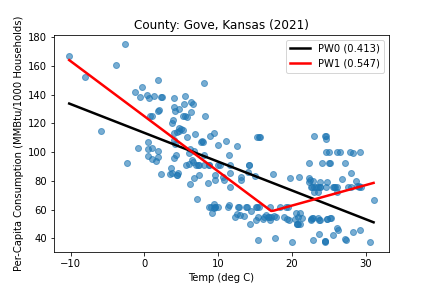 County: Gove, Kansas (2021)
Per-Capita Consumption (MMBtu/1000 Households)
180
160
140
120
100
80
60
40
PW0 (0.413)
PW1 (0.547)
−10 0 10 20 30
Temp (deg C)